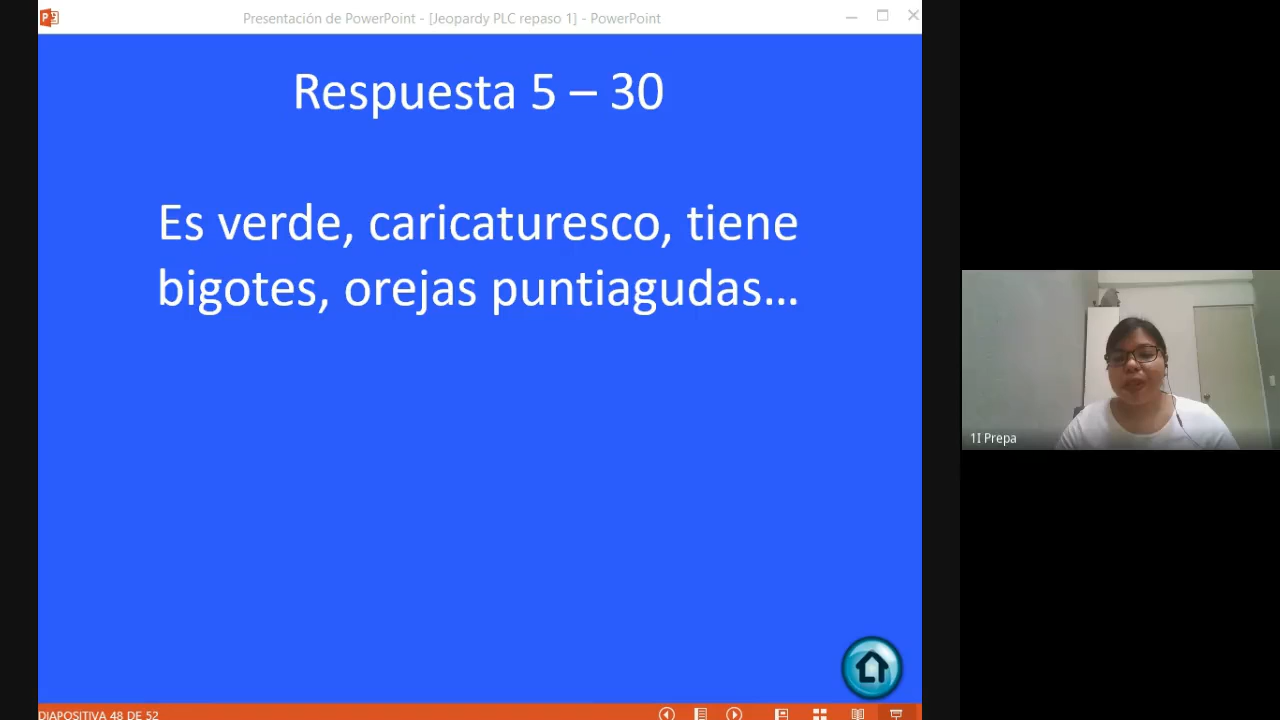 Presentación de PowerPoint - [Jeopardy PLC repaso 1] - PowerPoint
Respuesta 5 – 30
Es verde, caricaturesco, tiene
bigotes, orejas puntiagudas...
1I Prepa
DIAPOSITIVA 48 DE 52